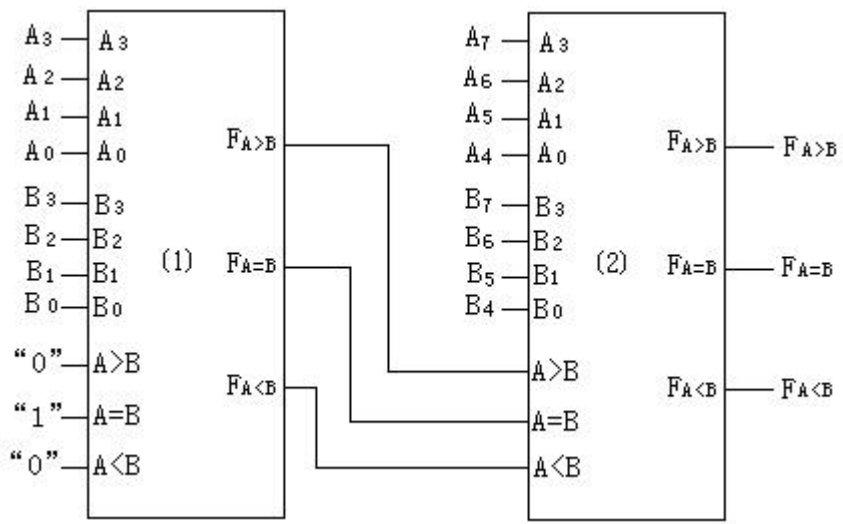 A3 A3 A7 A3
A2 A2 A6 A2
A1 A1 A5 A1
A0 A0 FA>B A4 A0 FA>B FA>B
B3 B3 B7 B3
B2 B2 B6 B2
(1) FA=B (2) FA=B FA=B
B1 B1 B5 B1
B0 B0 B4 B0
“0” A>B A>B
FA<B FA<B FA<B
“1” A=B A=B
“0” A<B A<B